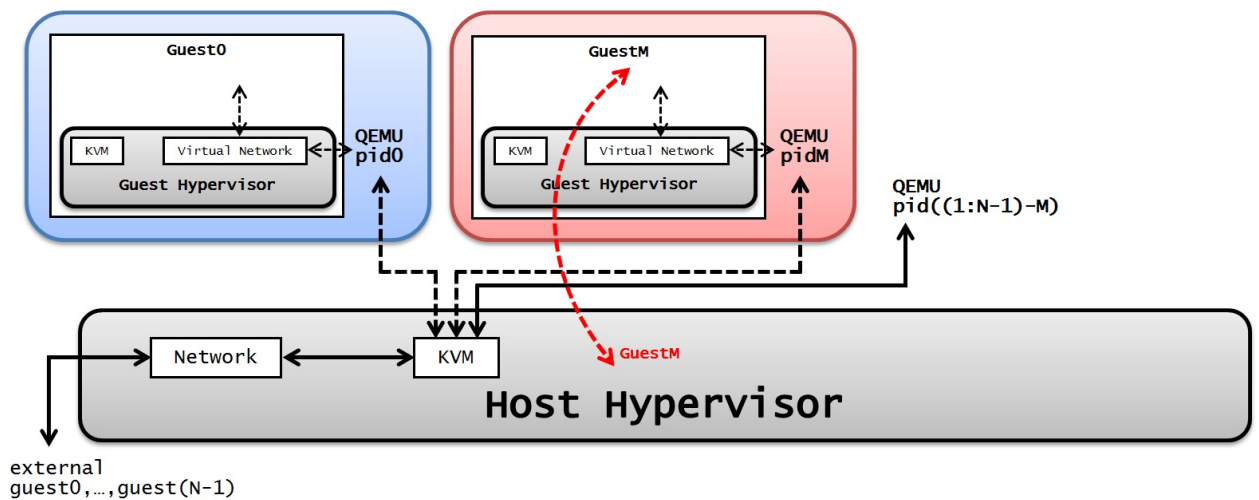 Guest0
KVM
Virtual Network
Guest Hypervisor
QEMU
pid0
GuestM
KVM
Virtual Network
Guest Hypervisor
QEMU
pidM
QEMU
pid((1:N-1)-M)
Network
KVM
GuestM
Host Hypervisor
external
guest0,…,guest(N-1)